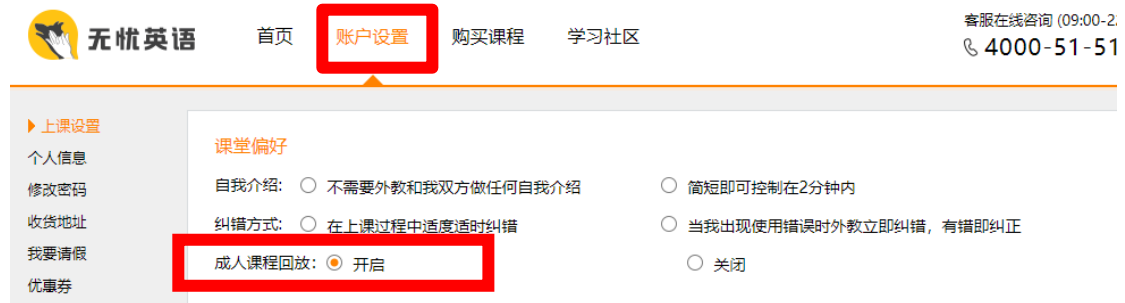 无忧英语 首页 账户设置 购买课程 学习社区
客服在线咨询 (09:00-2
4000-51-51
上课设置
个人信息
修改密码
收货地址
我要请假
优惠券
课堂偏好
自我介绍: 不需要外教和我双方做任何自我介绍 简短即可控制在2分钟内
纠错方式: 在上课过程中适度适时纠错 当我出现使用错误时外教立即纠错，有错即纠正
成人课程回放: 开启 关闭